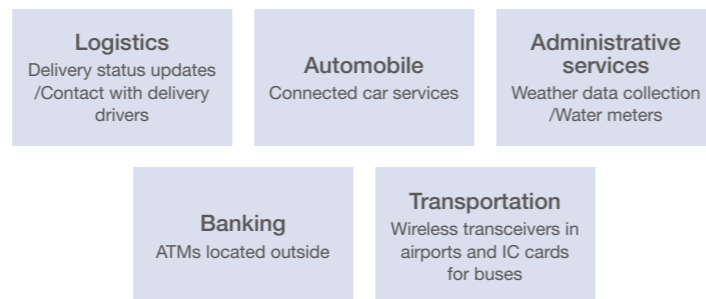 Logistics
Delivery status updates
/Contact with delivery
drivers
Automobile
Connected car services
Administrative
services
Weather data collection
/Water meters
Banking
ATMs located outside
Transportation
Wireless transceivers in
airports and IC cards
for buses